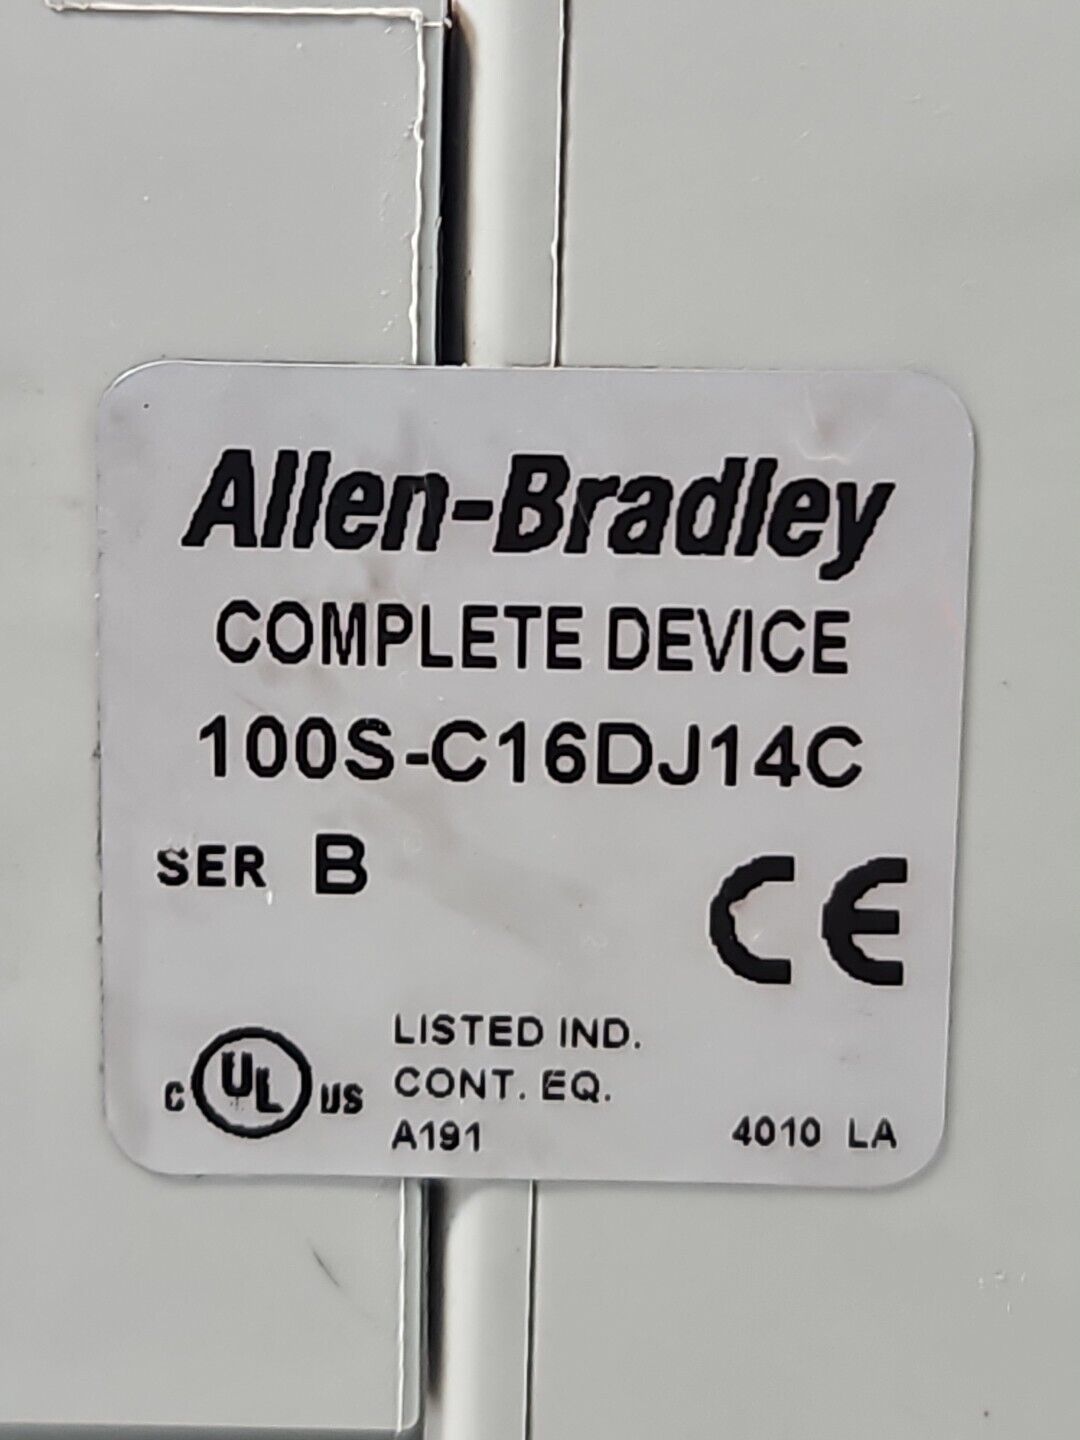 Allen-Bradley
COMPLETE DEVICE
100S-C16DJ14C
SER B
CE
C UL US
LISTED IND.
CONT. EQ.
A191
4010 LA